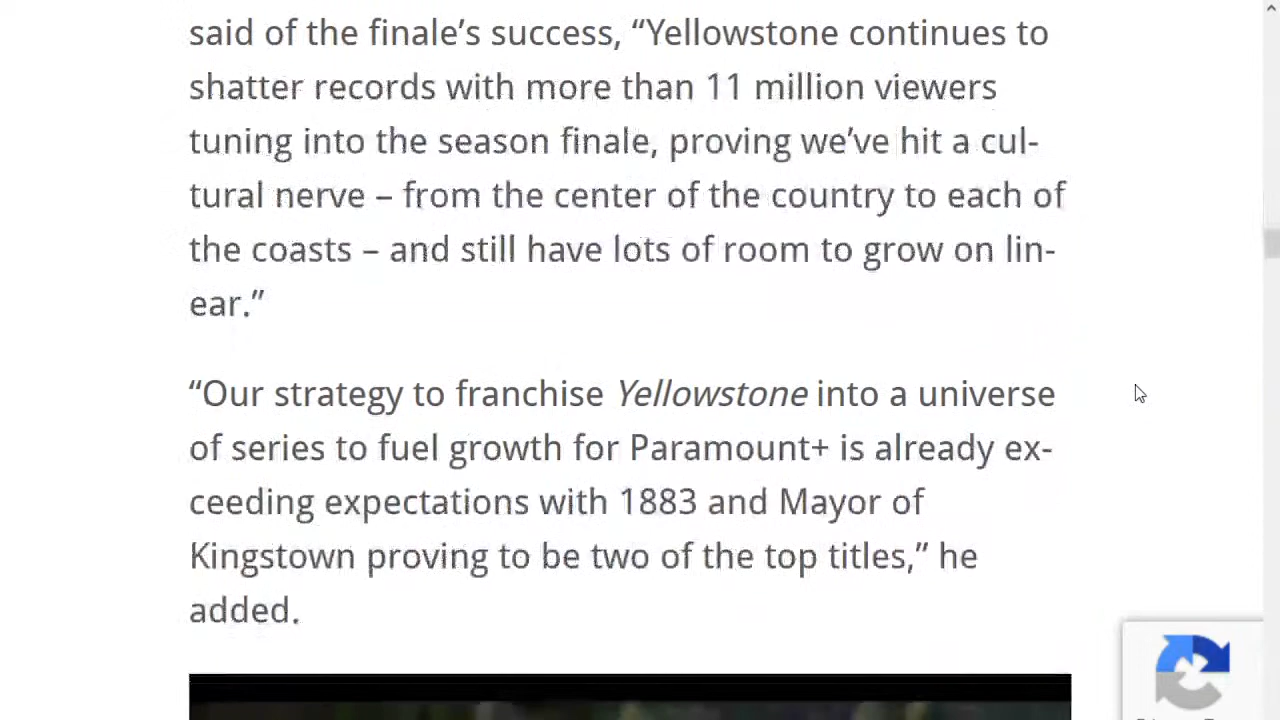 said of the finale’s success, “Yellowstone continues to
shatter records with more than 11 million viewers
tuning into the season finale, proving we’ve hit a cul-
tural nerve – from the center of the country to each of
the coasts – and still have lots of room to grow on lin-
ear.”
“Our strategy to franchise Yellowstone into a universe
of series to fuel growth for Paramount+ is already ex-
ceeding expectations with 1883 and Mayor of
Kingstown proving to be two of the top titles,” he
added.